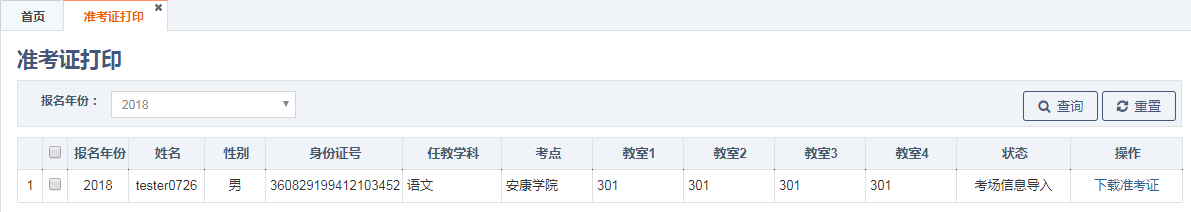 首页 准考证打印
准考证打印
报名年份： 2018 查询 重置
报名年份 姓名 性别 身份证号 任教学科 考点 教室1 教室2 教室3 教室4 状态 操作
1 2018 tester0726 男 360829199412103452 语文 安康学院 301 301 301 301 考场信息导入 下载准考证